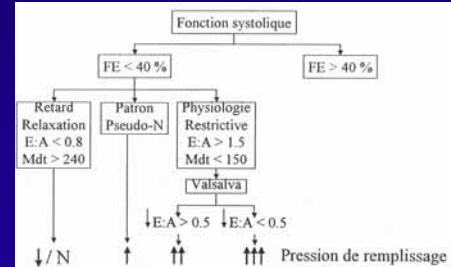 Fonction systolique
FE < 40 %
FE > 40 %
Retard
Relaxation
E:A < 0.8
Mdt > 240
Patron
Pseudo-N
Physiologie
Restrictive
E:A > 1.5
Mdt < 150
Valsalva
↓E:A > 0.5
↓E:A < 0.5
↓/ N
↑
↑↑
↑↑↑
Pression de remplissage